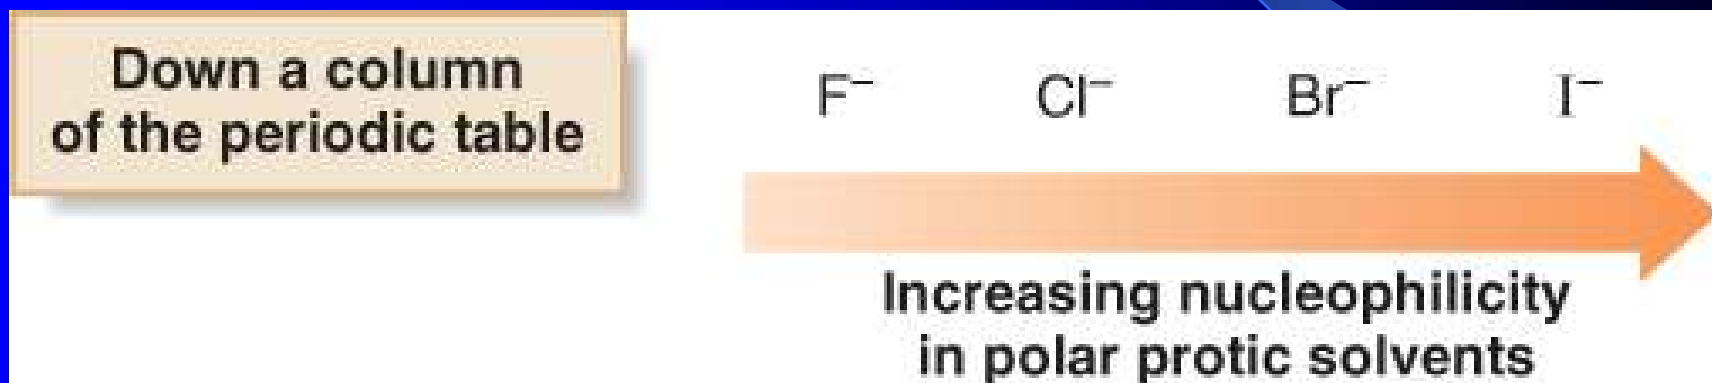 Down a column
of the periodic table
F⁻ Cl⁻ Br⁻ I⁻
Increasing nucleophilicity
in polar protic solvents